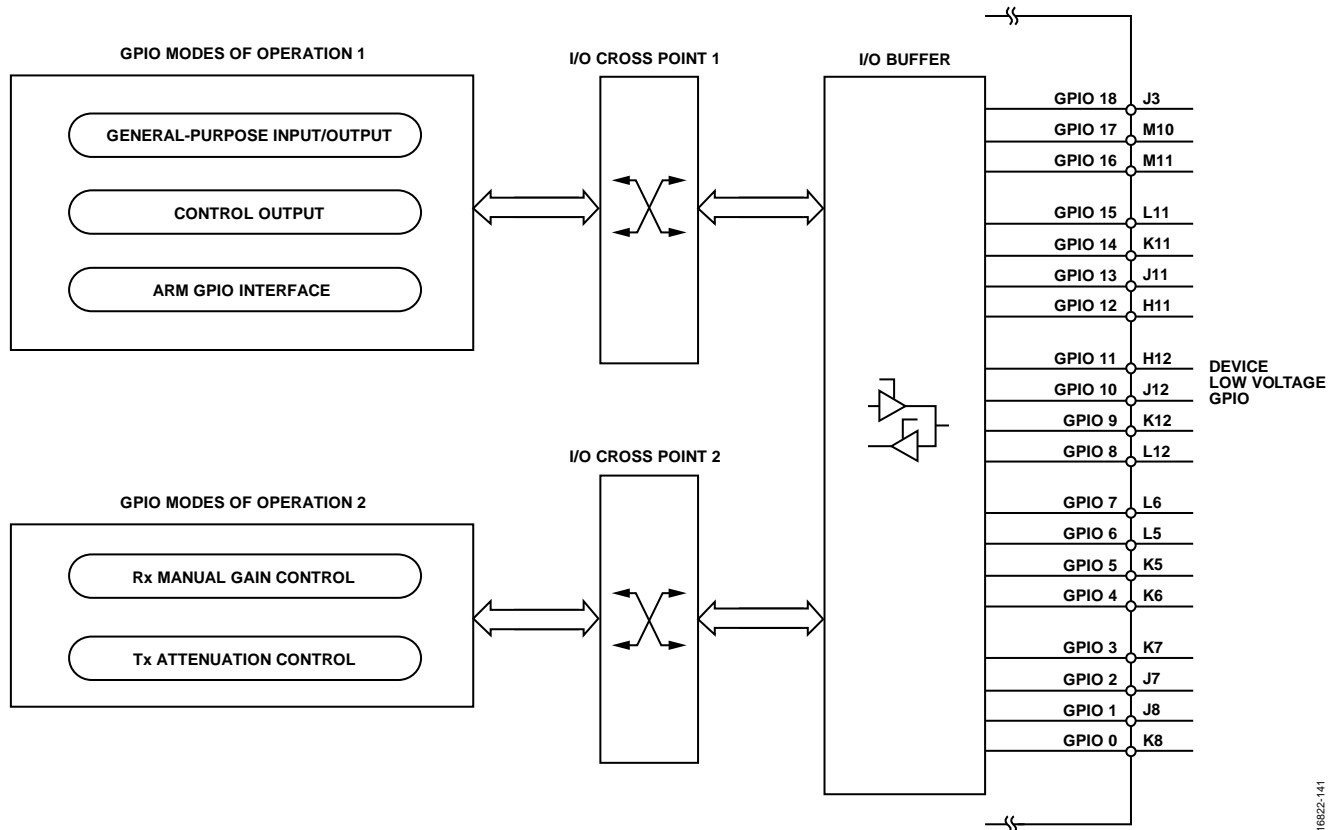 GPIO MODES OF OPERATION 1
GENERAL-PURPOSE INPUT/OUTPUT
CONTROL OUTPUT
ARM GPIO INTERFACE
GPIO MODES OF OPERATION 2
Rx MANUAL GAIN CONTROL
Tx ATTENUATION CONTROL
I/O CROSS POINT 1
I/O CROSS POINT 2
I/O BUFFER
GPIO 18 J3
GPIO 17 M10
GPIO 16 M11
GPIO 15 L11
GPIO 14 K11
GPIO 13 J11
GPIO 12 H11
GPIO 11 H12
GPIO 10 J12
GPIO 9 K12
GPIO 8 L12
GPIO 7 L6
GPIO 6 L5
GPIO 5 K5
GPIO 4 K6
GPIO 3 K7
GPIO 2 J7
GPIO 1 J8
GPIO 0 K8
DEVICE
LOW VOLTAGE
GPIO
16822-141